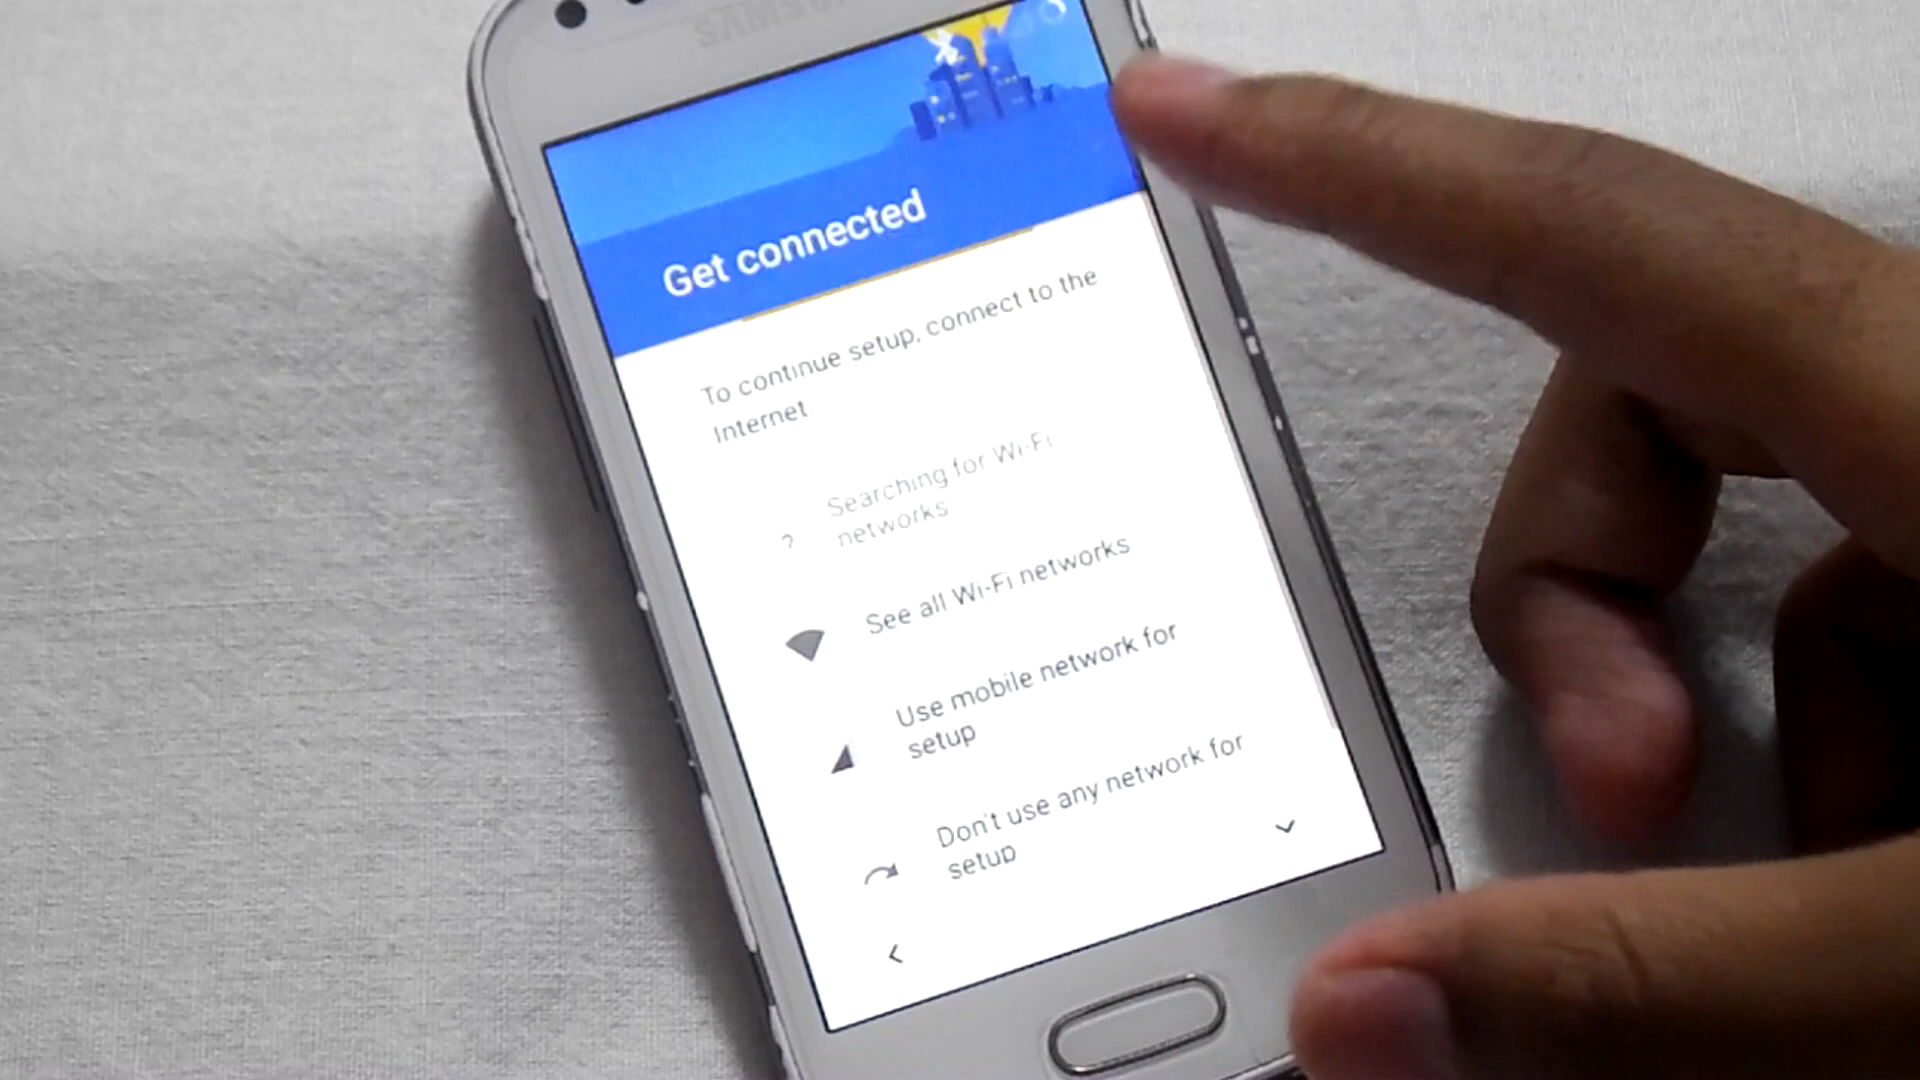 SAMSUNG
Get connected
To continue setup, connect to the
Internet.
Searching for Wi-Fi
networks
?
See all Wi-Fi networks
Use mobile network for
setup
Don't use any network for
setup